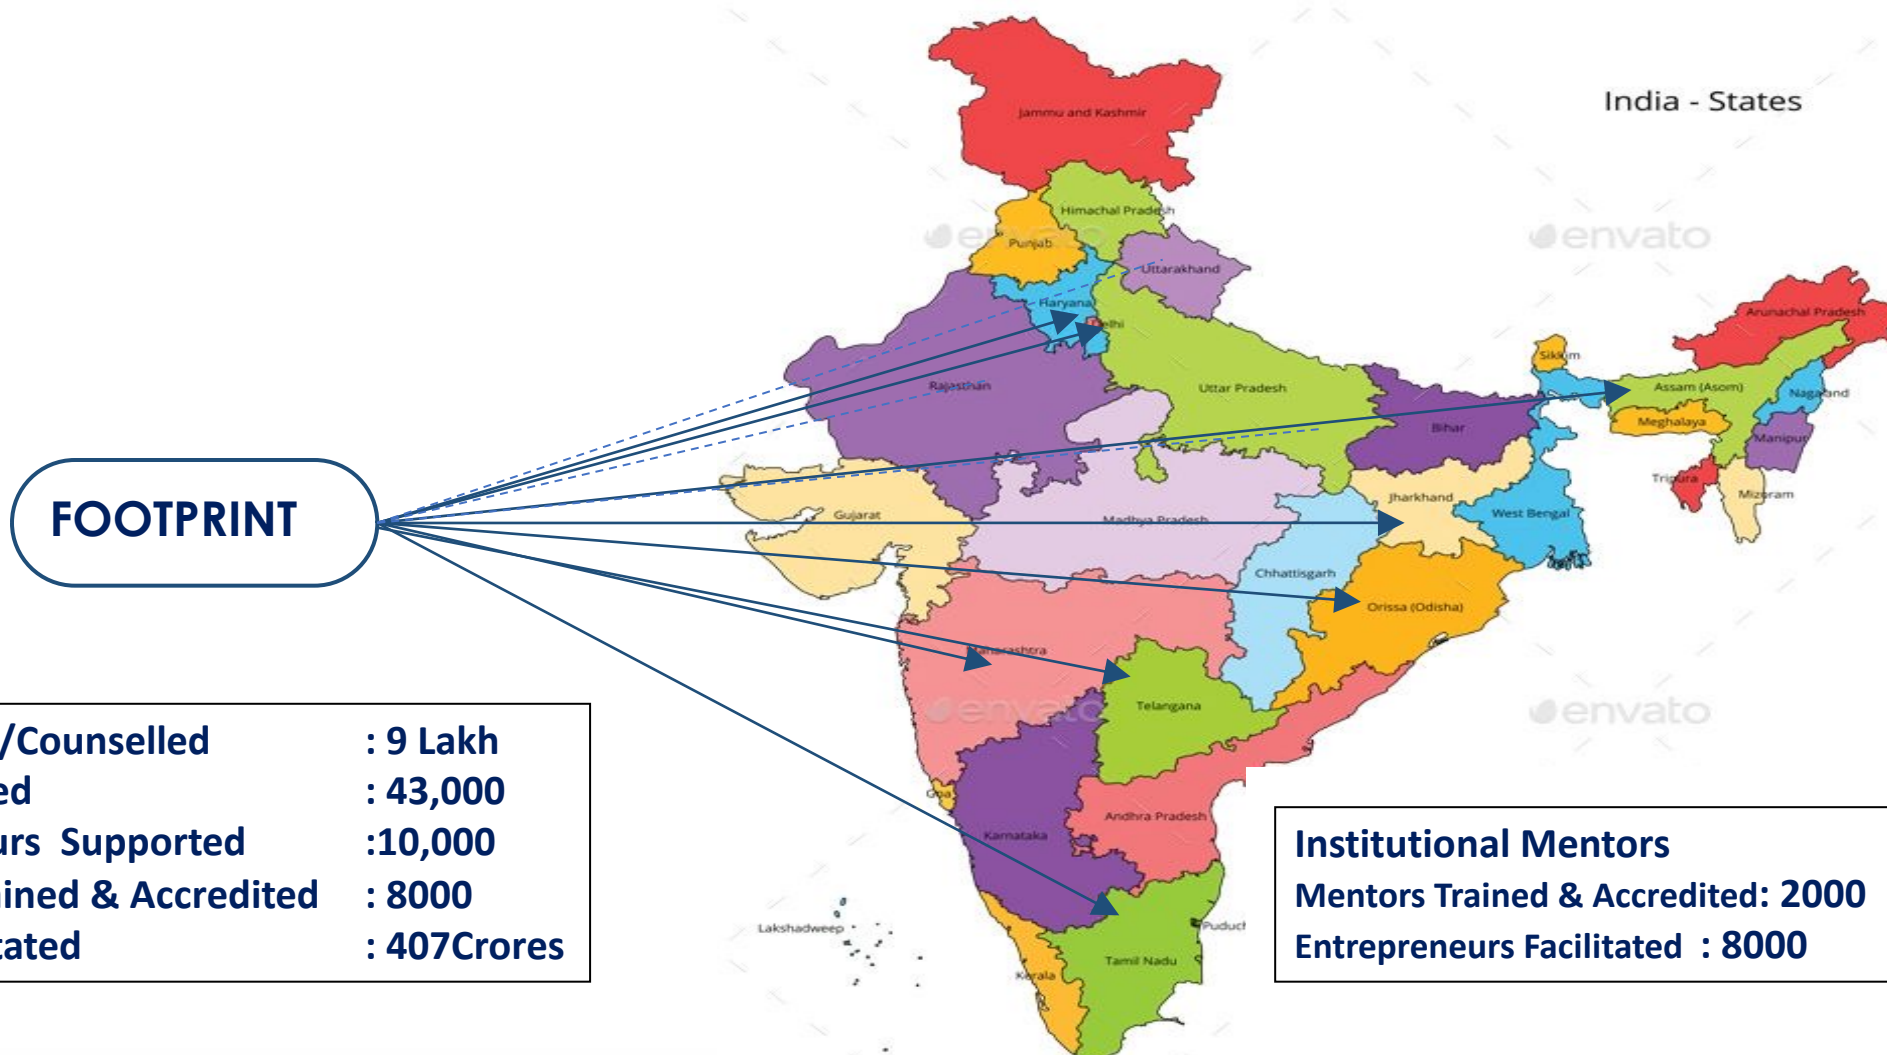 India - States
Jammu and Kashmir
Himachal Pradesh
Punjab
Uttarakhand
Haryana
Delhi
Arunachal Pradesh
Sikkim
Rajasthan
Uttar Pradesh
Assam (Asom)
Nagaland
Bihar
Meghalaya
Manipur
Tripura
Mizoram
Jharkhand
West Bengal
Gujarat
Madhya Pradesh
FOOTPRINT
Chhattisgarh
Orissa (Odisha)
Maharashtra
Telangana
Goa
Karnataka
Andhra Pradesh
Lakshadweep
Puduch
Tamil Nadu
Kerala
/Counselled : 9 Lakh
ed : 43,000
urs Supported :10,000
ined & Accredited : 8000
tated : 407Crores
Institutional Mentors
Mentors Trained & Accredited: 2000
Entrepreneurs Facilitated : 8000
envato
envato
envato
envato